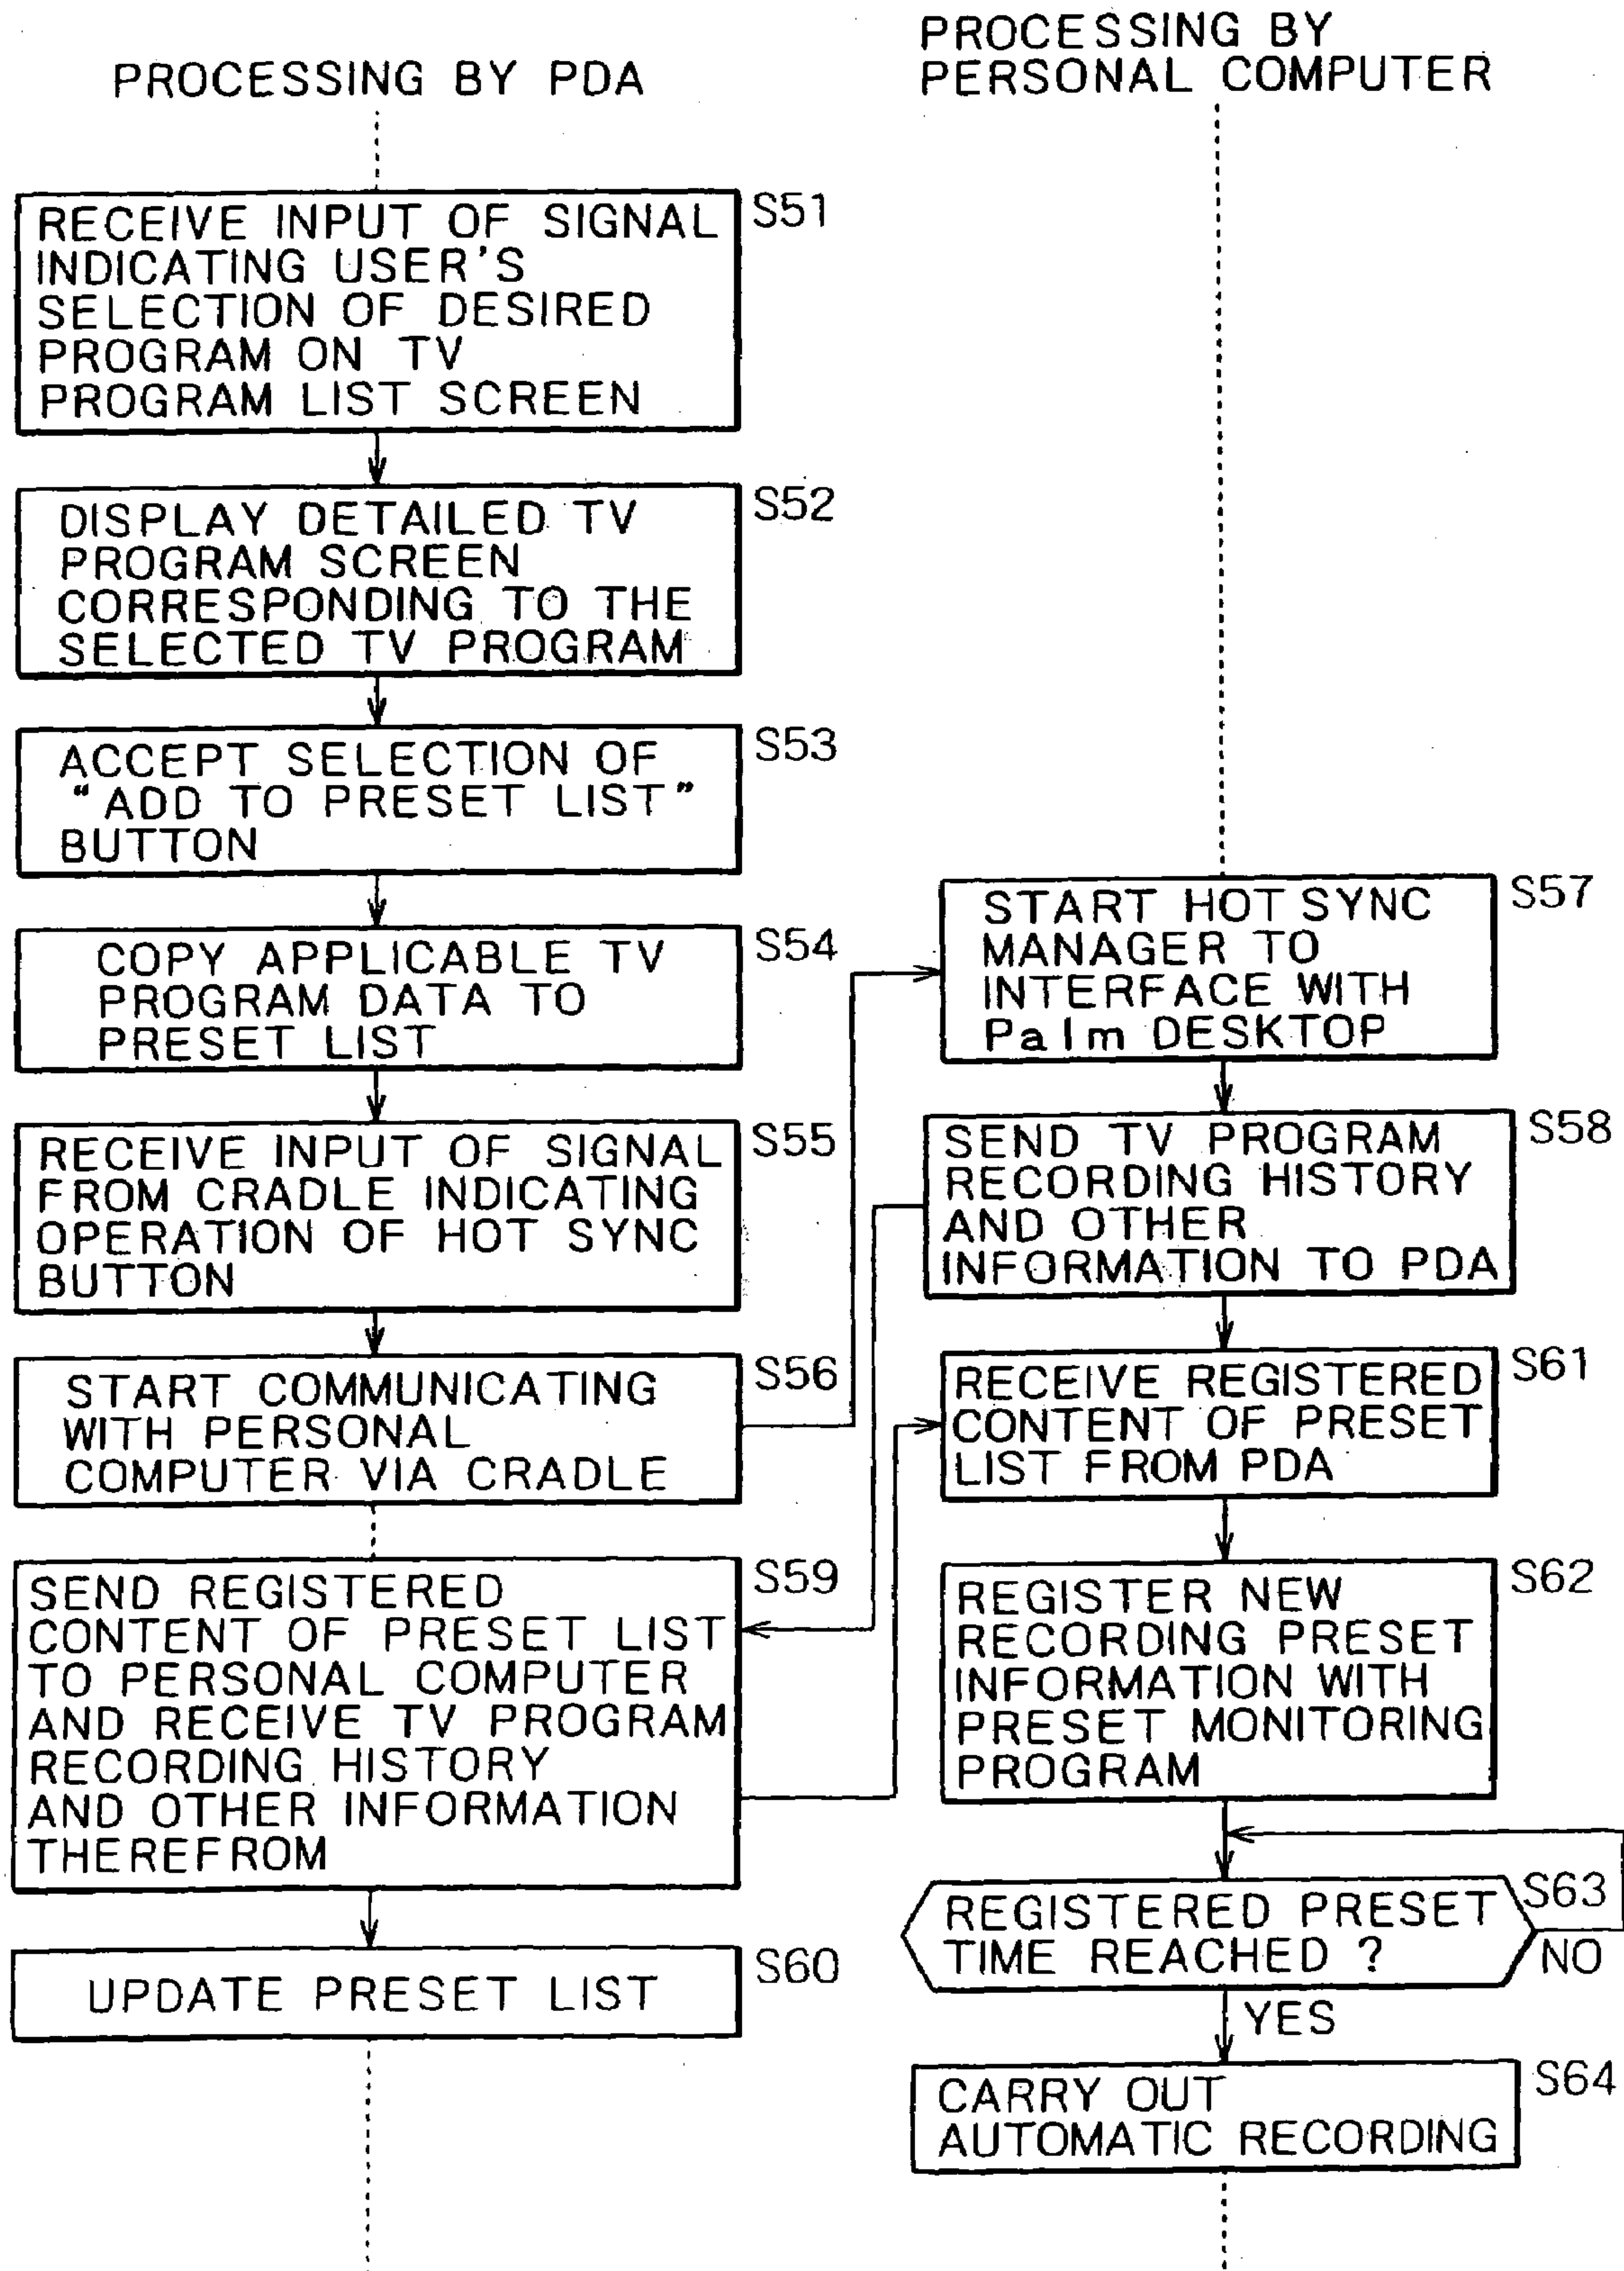 PROCESSING BY PDA
RECEIVE INPUT OF SIGNAL
INDICATING USER'S
SELECTION OF DESIRED
PROGRAM ON TV
PROGRAM LIST SCREEN
S51
DISPLAY DETAILED TV
PROGRAM SCREEN
CORRESPONDING TO THE
SELECTED TV PROGRAM
S52
ACCEPT SELECTION OF
"ADD TO PRESET LIST"
BUTTON
S53
COPY APPLICABLE TV
PROGRAM DATA TO
PRESET LIST
S54
RECEIVE INPUT OF SIGNAL
FROM CRADLE INDICATING
OPERATION OF HOT SYNC
BUTTON
S55
START COMMUNICATING
WITH PERSONAL
COMPUTER VIA CRADLE
S56
SEND REGISTERED
CONTENT OF PRESET LIST
TO PERSONAL COMPUTER
AND RECEIVE TV PROGRAM
RECORDING HISTORY
AND OTHER INFORMATION
THEREFROM
S59
UPDATE PRESET LIST
S60
PROCESSING BY
PERSONAL COMPUTER
START HOT SYNC
MANAGER TO
INTERFACE WITH
Palm DESKTOP
S57
SEND TV PROGRAM
RECORDING HISTORY
AND OTHER
INFORMATION TO PDA
S58
RECEIVE REGISTERED
CONTENT OF PRESET
LIST FROM PDA
S61
REGISTER NEW
RECORDING PRESET
INFORMATION WITH
PRESET MONITORING
PROGRAM
S62
REGISTERED PRESET
TIME REACHED ?
S63
NO
YES
CARRY OUT
AUTOMATIC RECORDING
S64